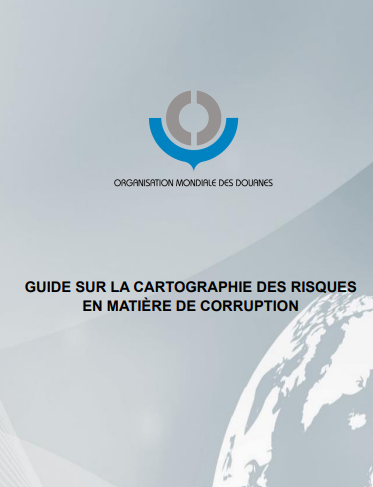 ORGANISATION MONDIALE DES DOUANES
GUIDE SUR LA CARTOGRAPHIE DES RISQUES
EN MATIÈRE DE CORRUPTION